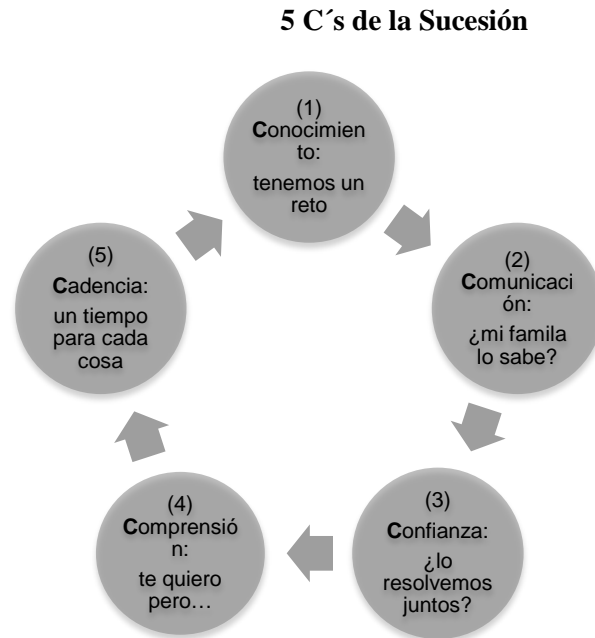 5 C´s de la Sucesión
(1)
Conocimien
to:
tenemos un
reto
(2)
Comunicaci
ón:
¿mi famila
lo sabe?
(3)
Confianza:
¿lo
resolvemos
juntos?
(4)
Comprensió
n:
te quiero
pero…
(5)
Cadencia:
un tiempo
para cada
cosa